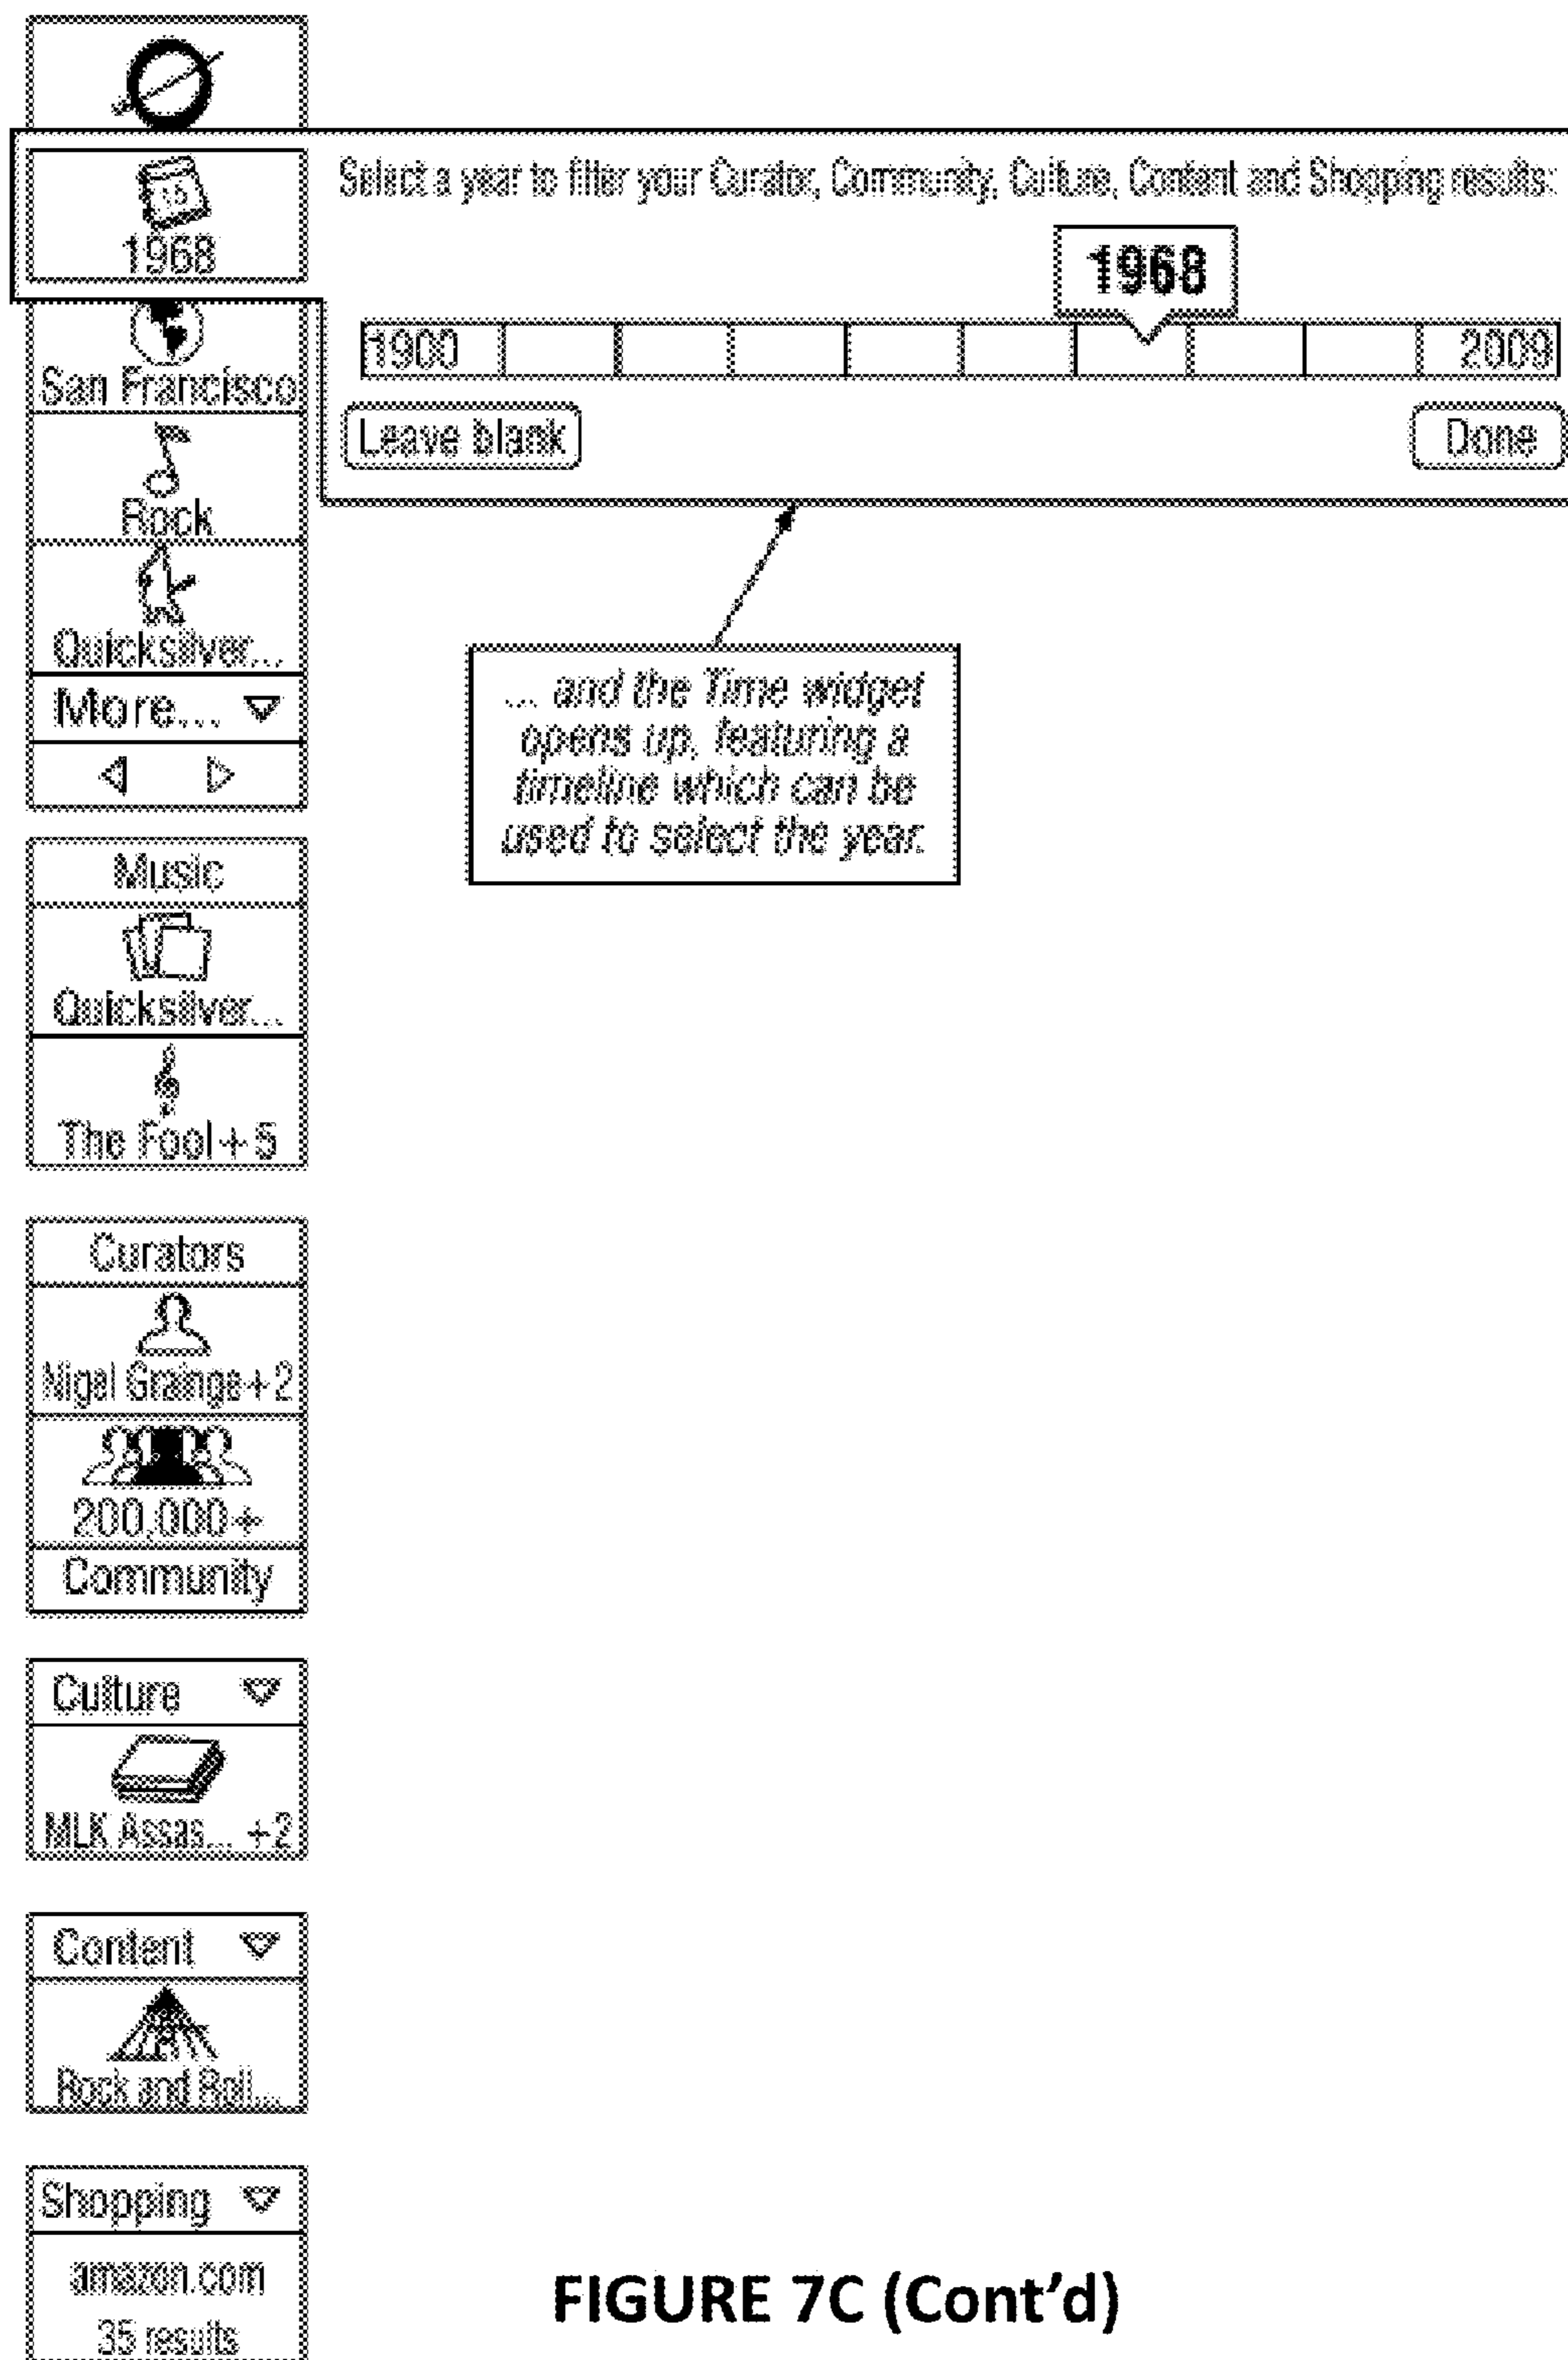 Select a year to filter your Curator, Community, Culture, Content and Shopping results:
1968
1968
1900
2009
San Francisco
Leave blank
Done
Rock
Quicksilver...
More...
... and the Time widget
opens up, featuring a
timeline which can be
used to select the year.
Music
Quicksilver...
The Fool+5
Curators
Nigel Grainge+2
200,000+
Community
Culture
MLK Assas... +2
Content
Rock and Roll...
Shopping
amazon.com
35 results
FIGURE 7C (Cont'd)